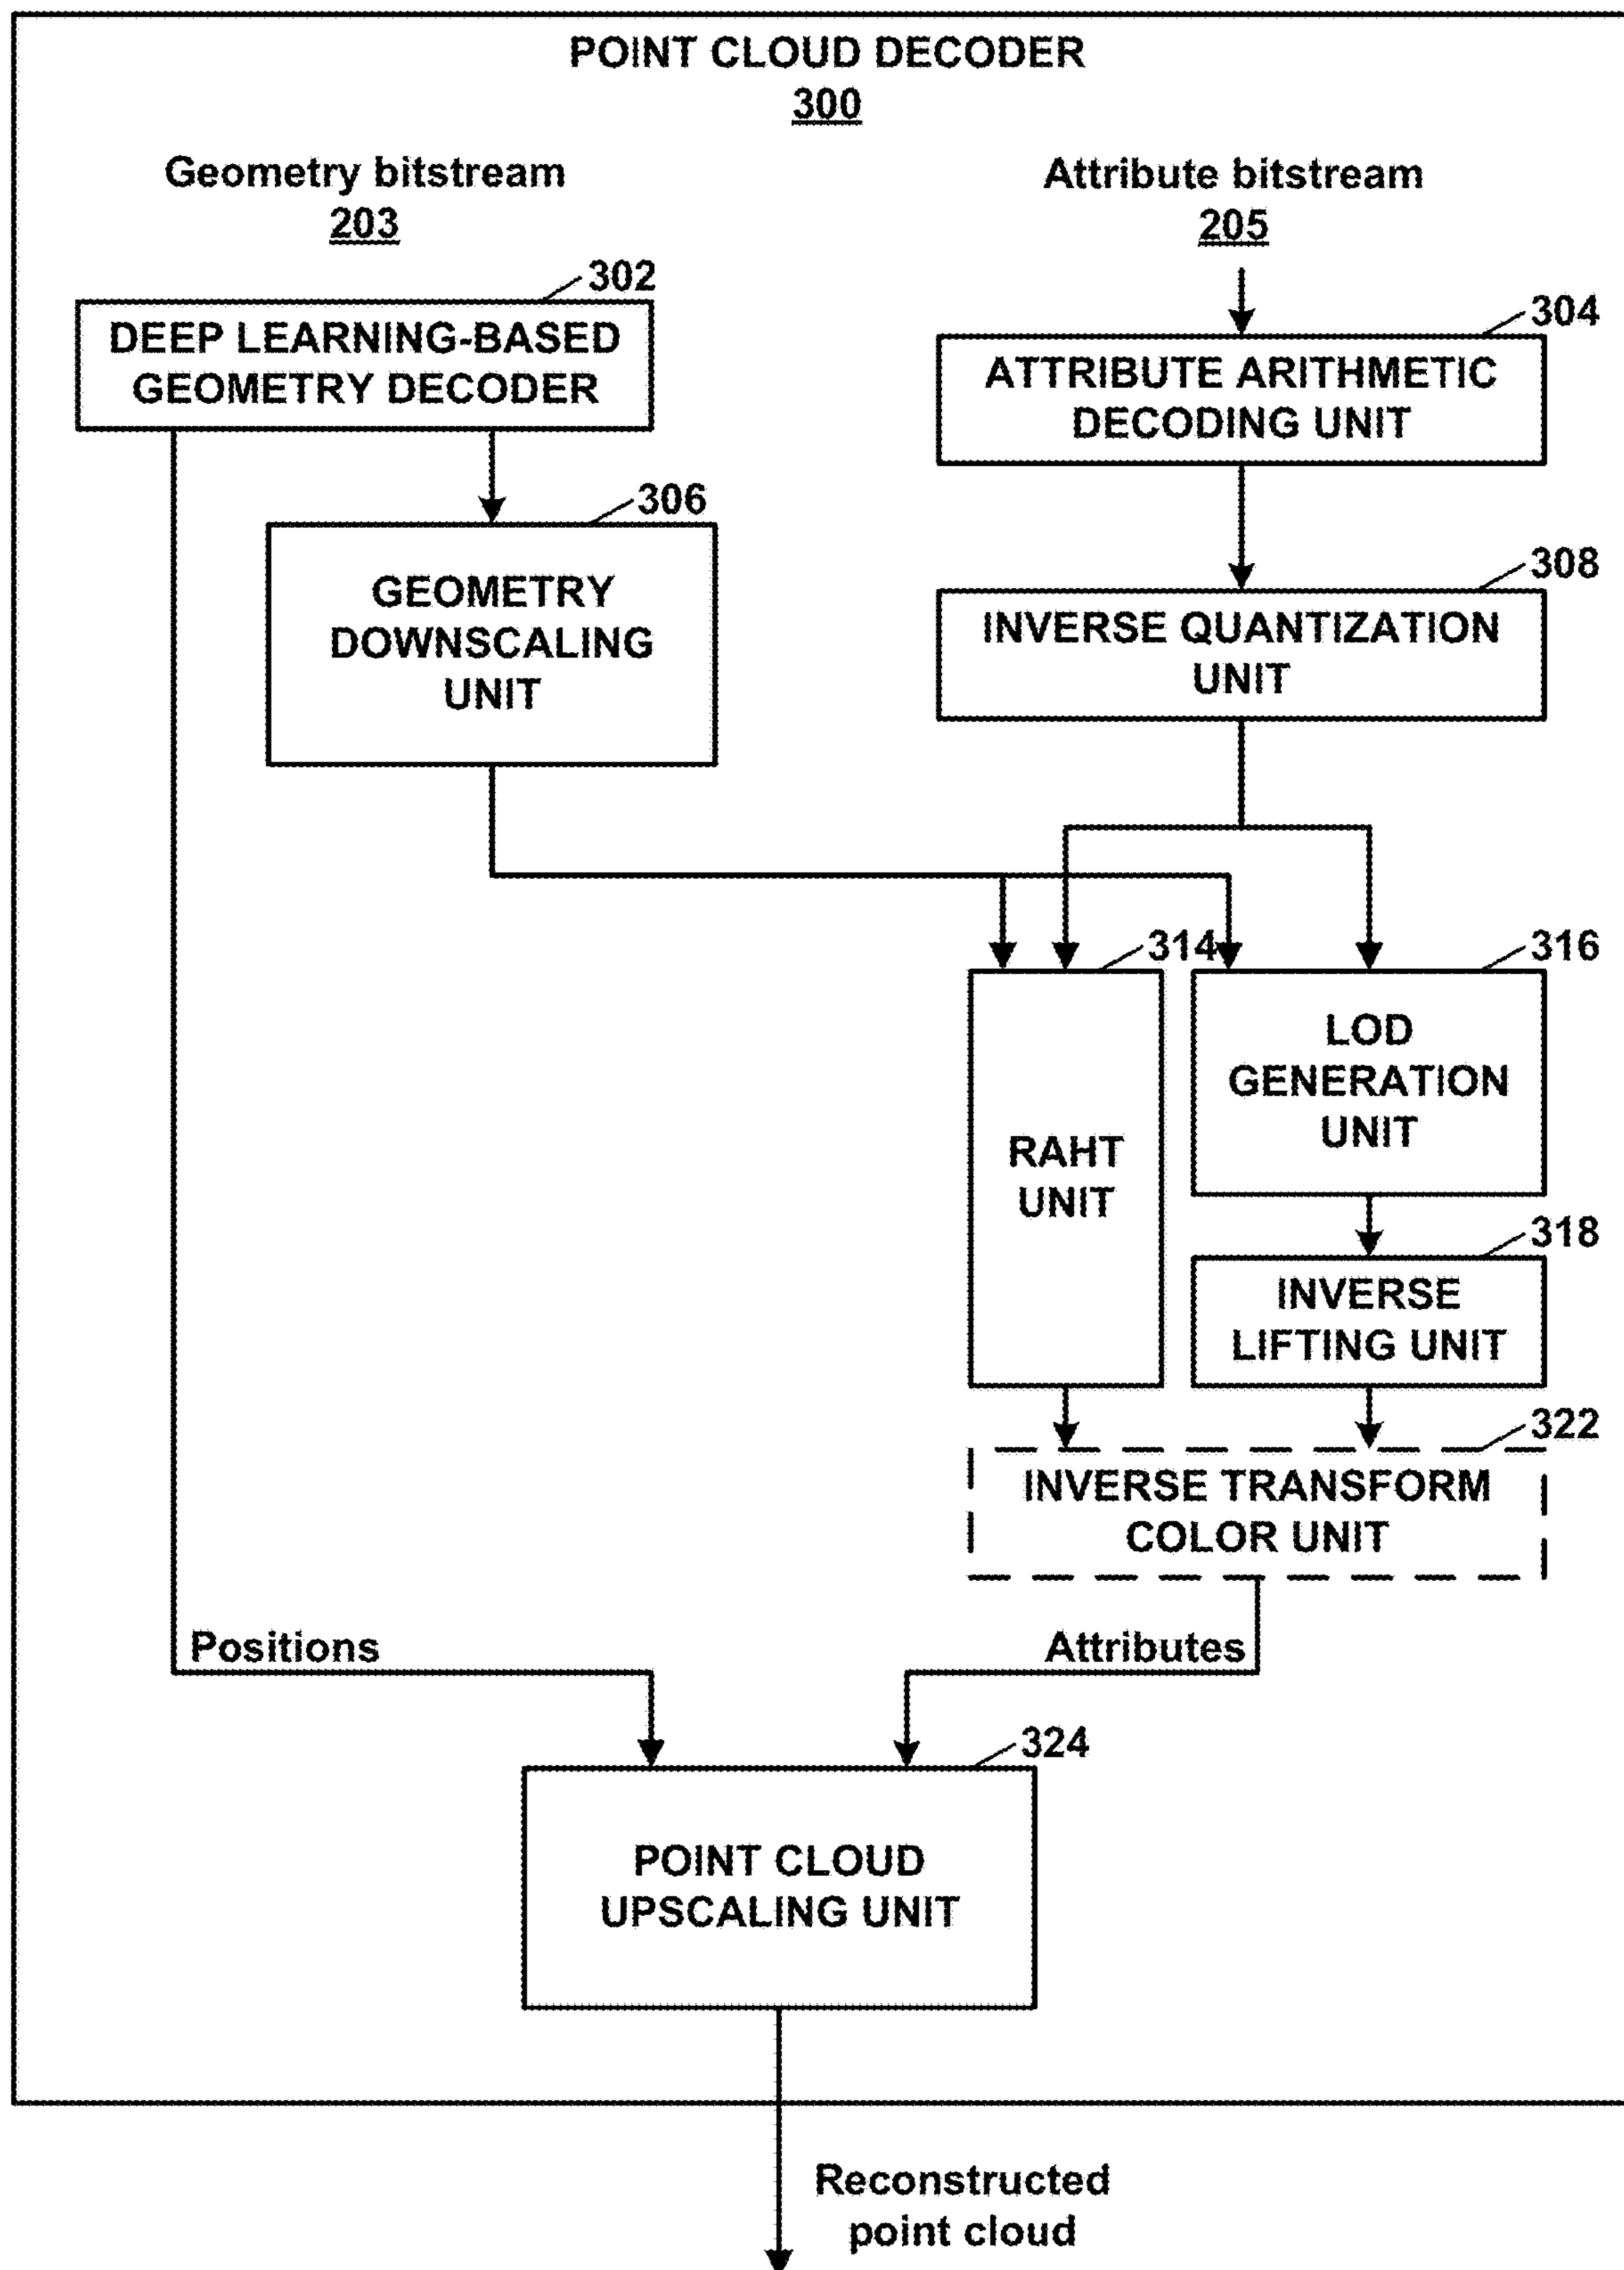 POINT CLOUD DECODER
300
Geometry bitstream
203
Attribute bitstream
205
302
DEEP LEARNING-BASED
GEOMETRY DECODER
304
ATTRIBUTE ARITHMETIC
DECODING UNIT
306
GEOMETRY
DOWNSCALING
UNIT
308
INVERSE QUANTIZATION
UNIT
314
RAHT
UNIT
316
LOD
GENERATION
UNIT
318
INVERSE
LIFTING UNIT
322
INVERSE TRANSFORM
COLOR UNIT
Positions
Attributes
324
POINT CLOUD
UPSCALING UNIT
Reconstructed
point cloud